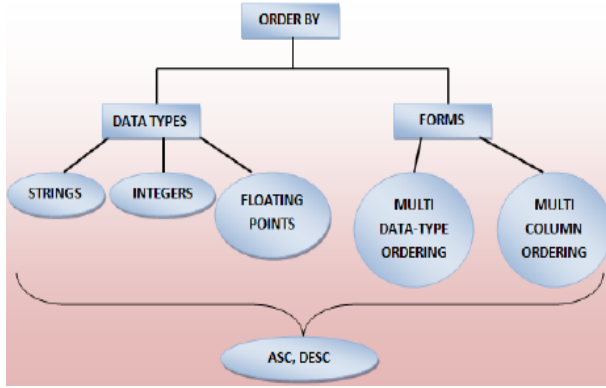 ORDER BY
DATA TYPES
FORMS
STRINGS
INTEGERS
FLOATING
POINTS
MULTI
DATA-TYPE
ORDERING
MULTI
COLUMN
ORDERING
ASC, DESC